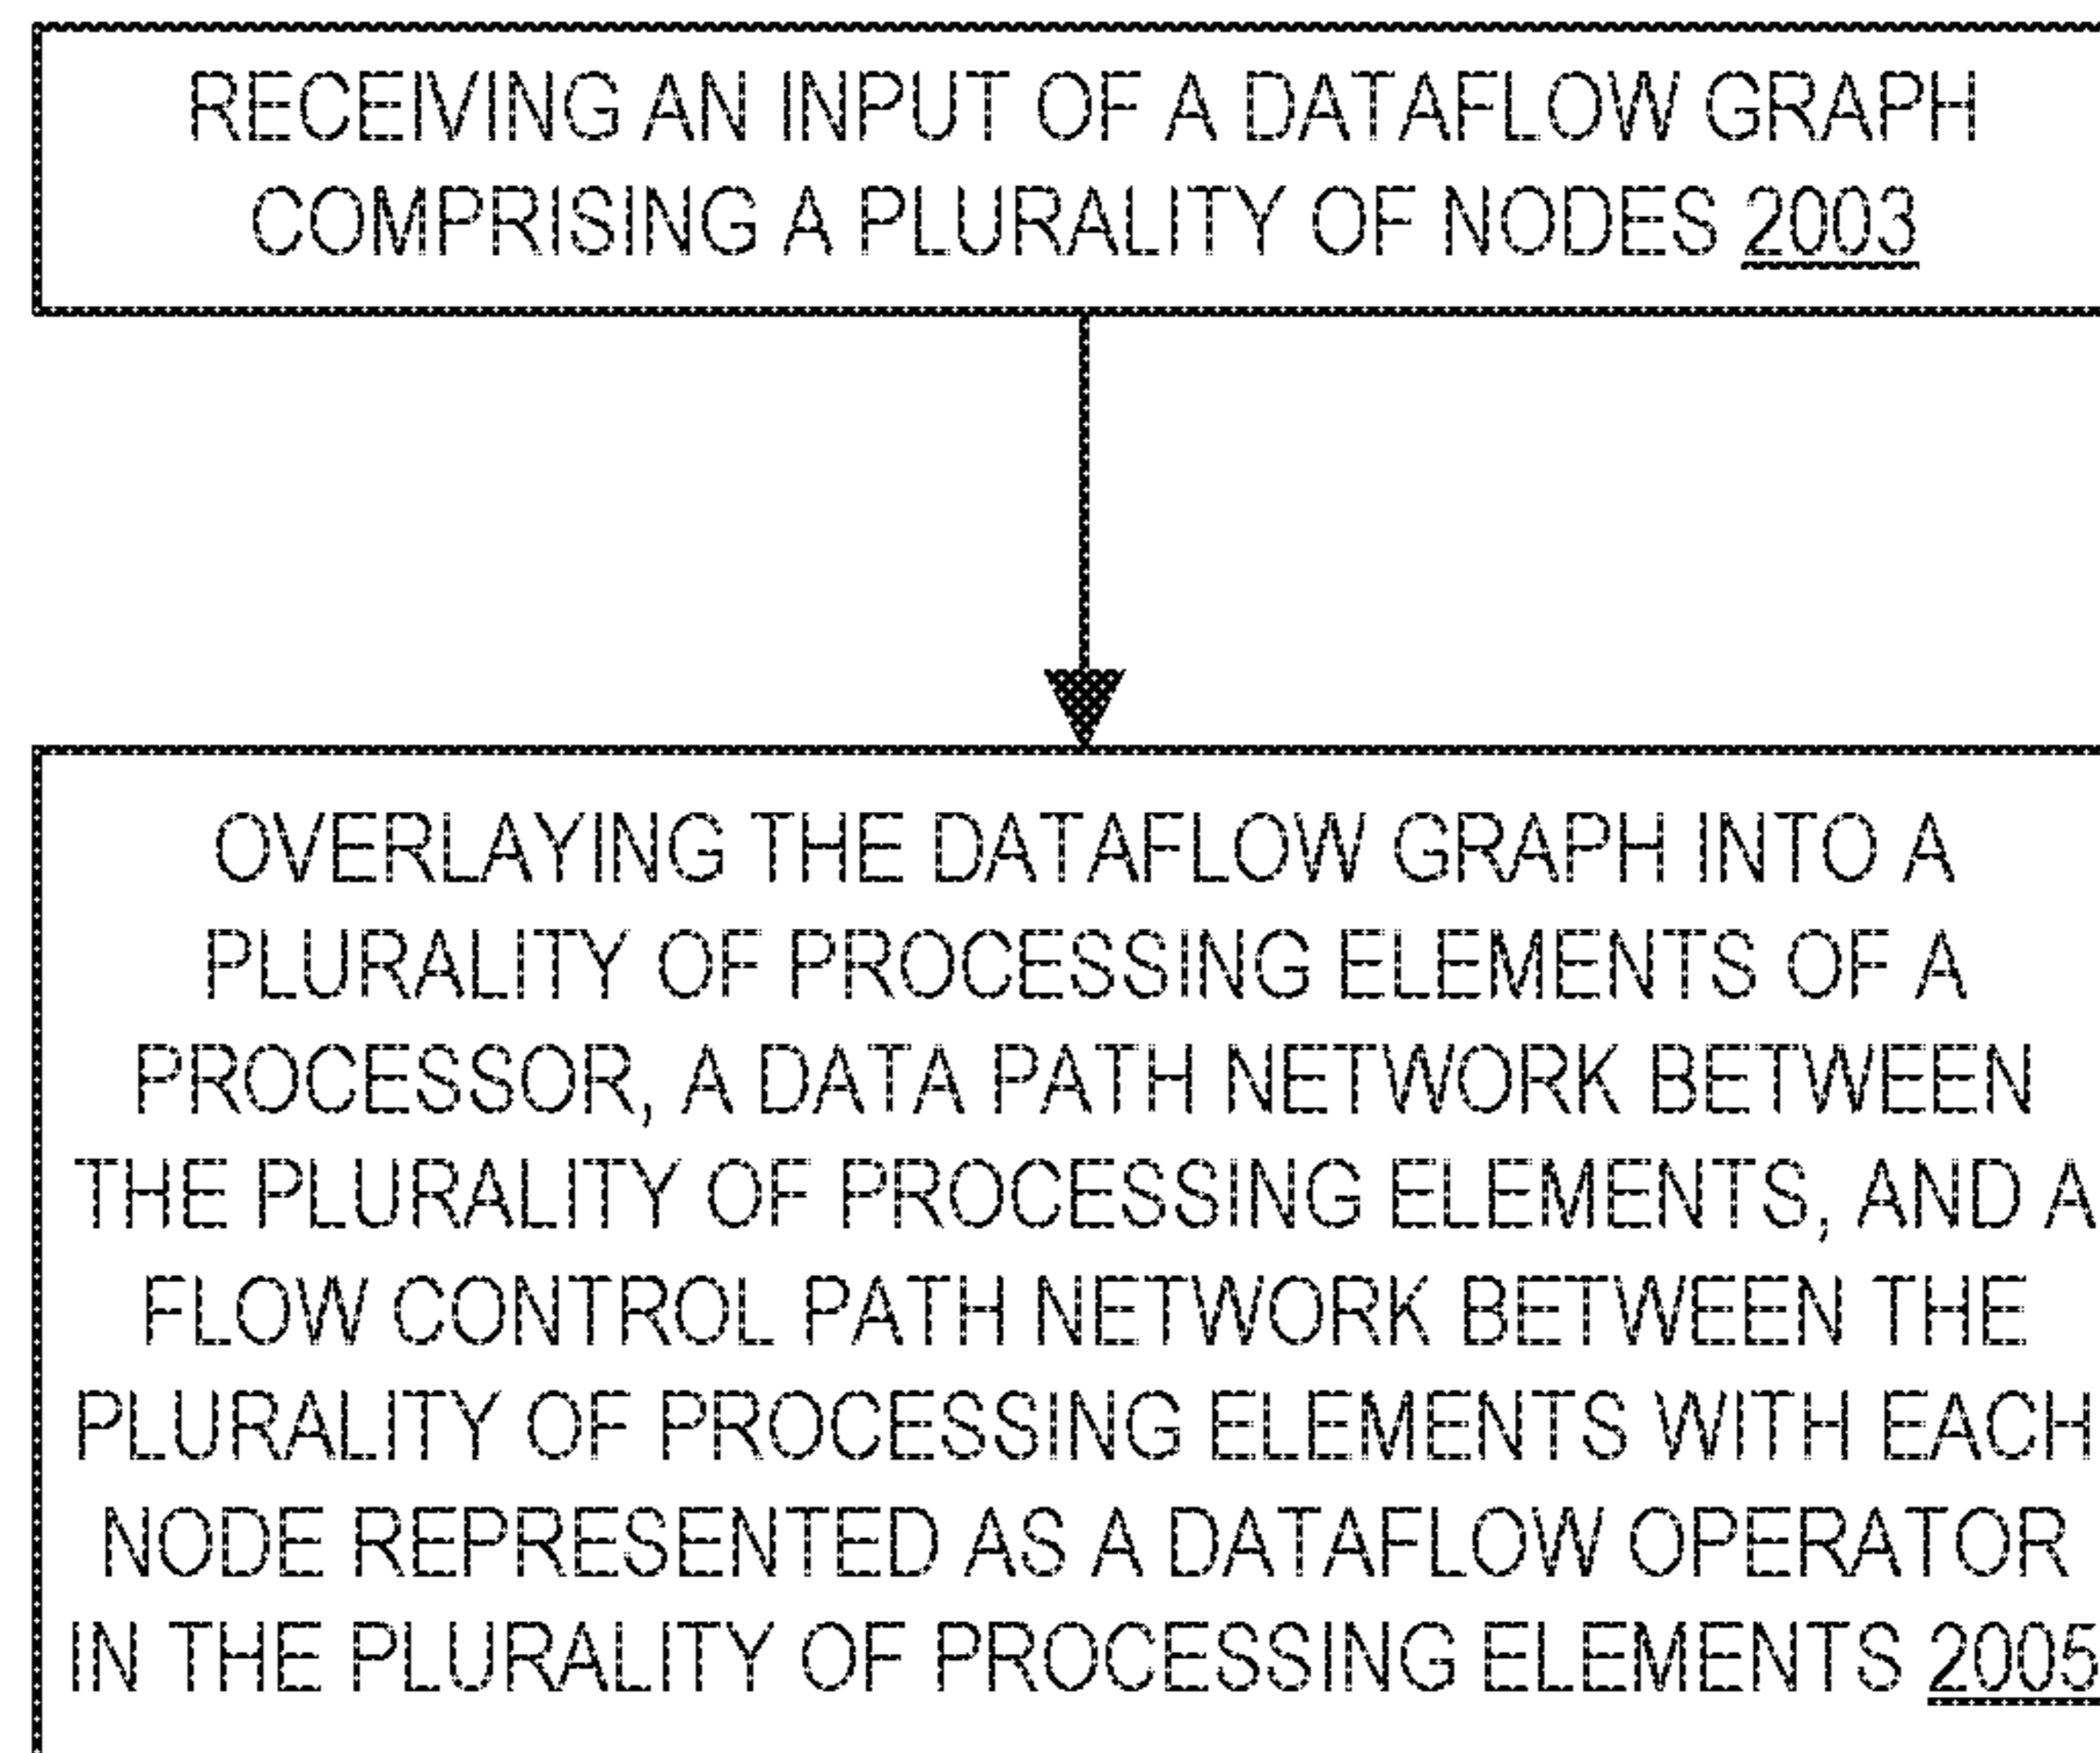 RECEIVING AN INPUT OF A DATAFLOW GRAPH
COMPRISING A PLURALITY OF NODES 2003
OVERLAYING THE DATAFLOW GRAPH INTO A
PLURALITY OF PROCESSING ELEMENTS OF A
PROCESSOR, A DATA PATH NETWORK BETWEEN
THE PLURALITY OF PROCESSING ELEMENTS, AND A
FLOW CONTROL PATH NETWORK BETWEEN THE
PLURALITY OF PROCESSING ELEMENTS WITH EACH
NODE REPRESENTED AS A DATAFLOW OPERATOR
IN THE PLURALITY OF PROCESSING ELEMENTS 2005